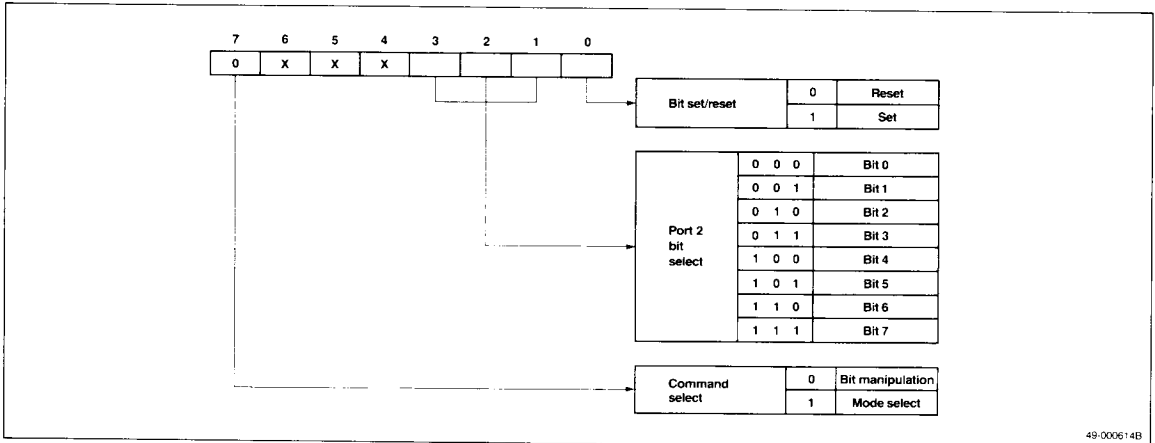 7 6 5 4 3 2 1 0
0 X X X
Bit set/reset
0 Reset
1 Set
Port 2
bit
select
0 0 0 Bit 0
0 0 1 Bit 1
0 1 0 Bit 2
0 1 1 Bit 3
1 0 0 Bit 4
1 0 1 Bit 5
1 1 0 Bit 6
1 1 1 Bit 7
Command
select
0 Bit manipulation
1 Mode select
49-000614B